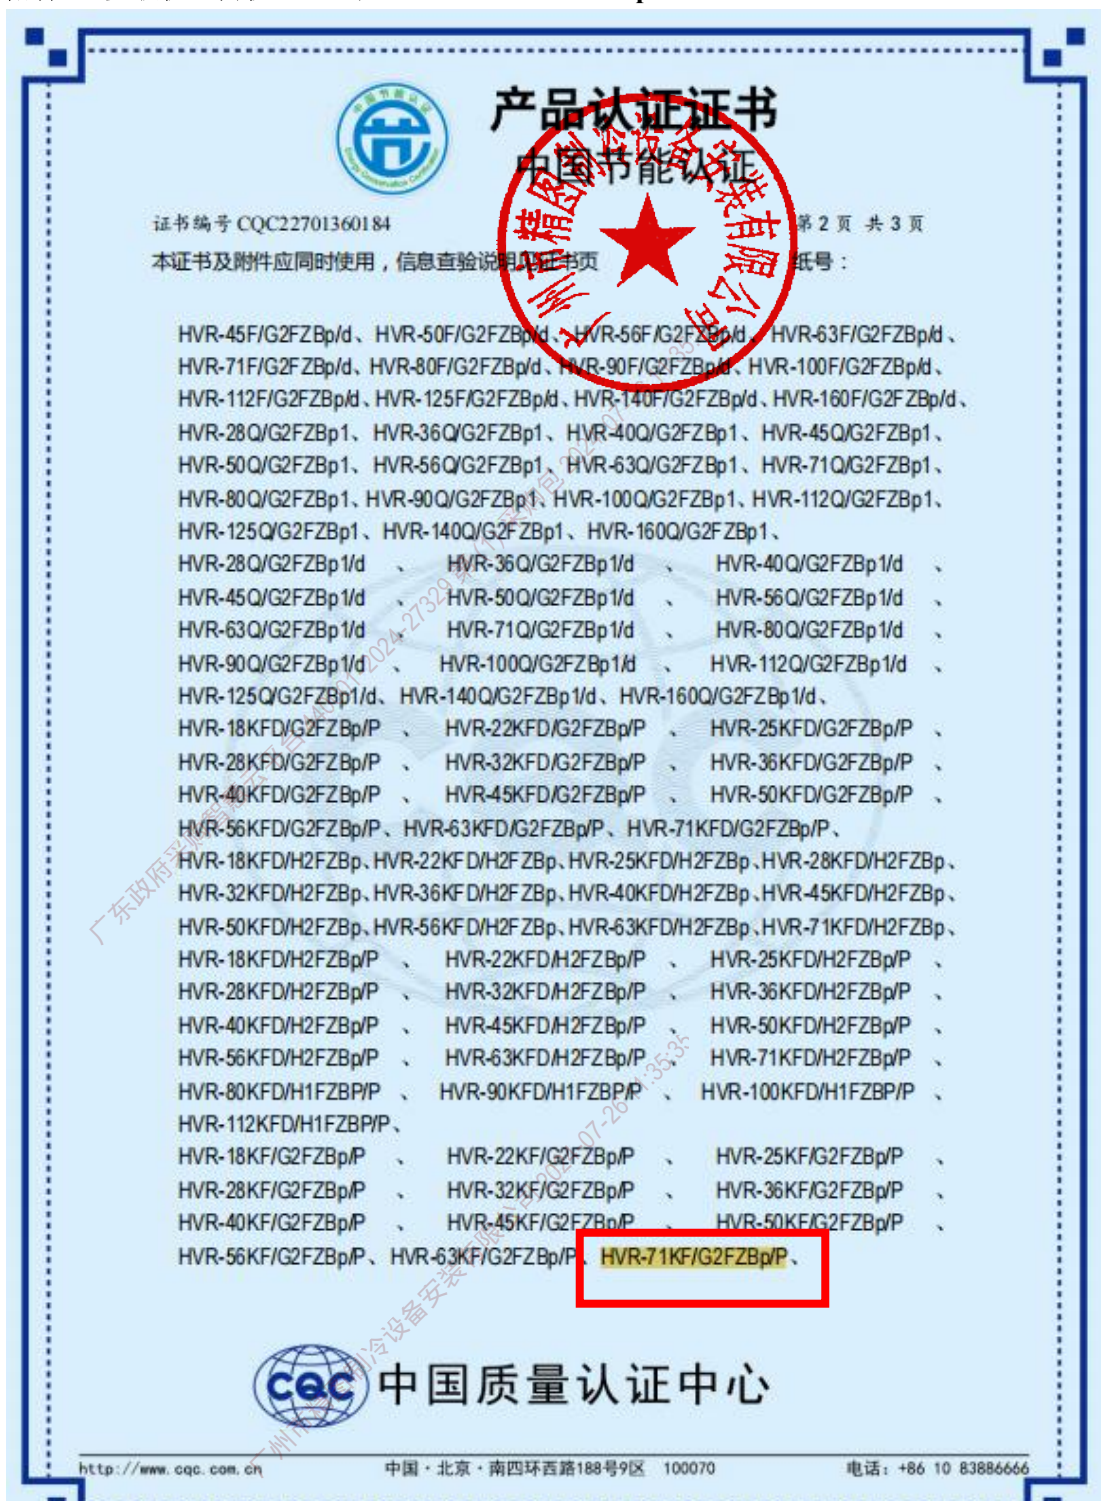 产品认证证书
中国节能认证
证书编号 CQC22701360184
第 2 页 共 3 页
本证书及附件应同时使用，信息查验说明见证书页
纸号：
HVR-45F/G2FZBp/d、HVR-50F/G2FZBp/d、HVR-56F/G2FZBp/d、HVR-63F/G2FZBp/d、
HVR-71F/G2FZBp/d、HVR-80F/G2FZBp/d、HVR-90F/G2FZBp/d、HVR-100F/G2FZBp/d、
HVR-112F/G2FZBp/d、HVR-125F/G2FZBp/d、HVR-140F/G2FZBp/d、HVR-160F/G2FZBp/d、
HVR-28Q/G2FZBp1、HVR-36Q/G2FZBp1、HVR-40Q/G2FZBp1、HVR-45Q/G2FZBp1、
HVR-50Q/G2FZBp1、HVR-56Q/G2FZBp1、HVR-63Q/G2FZBp1、HVR-71Q/G2FZBp1、
HVR-80Q/G2FZBp1、HVR-90Q/G2FZBp1、HVR-100Q/G2FZBp1、HVR-112Q/G2FZBp1、
HVR-125Q/G2FZBp1、HVR-140Q/G2FZBp1、HVR-160Q/G2FZBp1、
HVR-28Q/G2FZBp1/d 、 HVR-36Q/G2FZBp1/d 、 HVR-40Q/G2FZBp1/d 、
HVR-45Q/G2FZBp1/d 、 HVR-50Q/G2FZBp1/d 、 HVR-56Q/G2FZBp1/d 、
HVR-63Q/G2FZBp1/d 、 HVR-71Q/G2FZBp1/d 、 HVR-80Q/G2FZBp1/d 、
HVR-90Q/G2FZBp1/d 、 HVR-100Q/G2FZBp1/d 、 HVR-112Q/G2FZBp1/d 、
HVR-125Q/G2FZBp1/d、HVR-140Q/G2FZBp1/d、HVR-160Q/G2FZBp1/d、
HVR-18KFD/G2FZBp/P 、 HVR-22KFD/G2FZBp/P 、 HVR-25KFD/G2FZBp/P 、
HVR-28KFD/G2FZBp/P 、 HVR-32KFD/G2FZBp/P 、 HVR-36KFD/G2FZBp/P 、
HVR-40KFD/G2FZBp/P 、 HVR-45KFD/G2FZBp/P 、 HVR-50KFD/G2FZBp/P 、
HVR-56KFD/G2FZBp/P、HVR-63KFD/G2FZBp/P、HVR-71KFD/G2FZBp/P、
HVR-18KFD/H2FZBp、HVR-22KFD/H2FZBp、HVR-25KFD/H2FZBp、HVR-28KFD/H2FZBp、
HVR-32KFD/H2FZBp、HVR-36KFD/H2FZBp、HVR-40KFD/H2FZBp、HVR-45KFD/H2FZBp、
HVR-50KFD/H2FZBp、HVR-56KFD/H2FZBp、HVR-63KFD/H2FZBp、HVR-71KFD/H2FZBp、
HVR-18KFD/H2FZBp/P 、 HVR-22KFD/H2FZBp/P 、 HVR-25KFD/H2FZBp/P 、
HVR-28KFD/H2FZBp/P 、 HVR-32KFD/H2FZBp/P 、 HVR-36KFD/H2FZBp/P 、
HVR-40KFD/H2FZBp/P 、 HVR-45KFD/H2FZBp/P 、 HVR-50KFD/H2FZBp/P 、
HVR-56KFD/H2FZBp/P 、 HVR-63KFD/H2FZBp/P 、 HVR-71KFD/H2FZBp/P 、
HVR-80KFD/H1FZBP/P 、 HVR-90KFD/H1FZBP/P 、 HVR-100KFD/H1FZBP/P 、
HVR-112KFD/H1FZBP/P、
HVR-18KF/G2FZBp/P 、 HVR-22KF/G2FZBp/P 、 HVR-25KF/G2FZBp/P 、
HVR-28KF/G2FZBp/P 、 HVR-32KF/G2FZBp/P 、 HVR-36KF/G2FZBp/P 、
HVR-40KF/G2FZBp/P 、 HVR-45KF/G2FZBp/P 、 HVR-50KF/G2FZBp/P 、
HVR-56KF/G2FZBp/P、HVR-63KF/G2FZBp/P、HVR-71KF/G2FZBp/P、
CQC 中国质量认证中心
http://www.cqc.com.cn 中国·北京·南四环西路188号9区 100070 电话：+86 10 83886666
广州市精图制冷设备安装有限公司